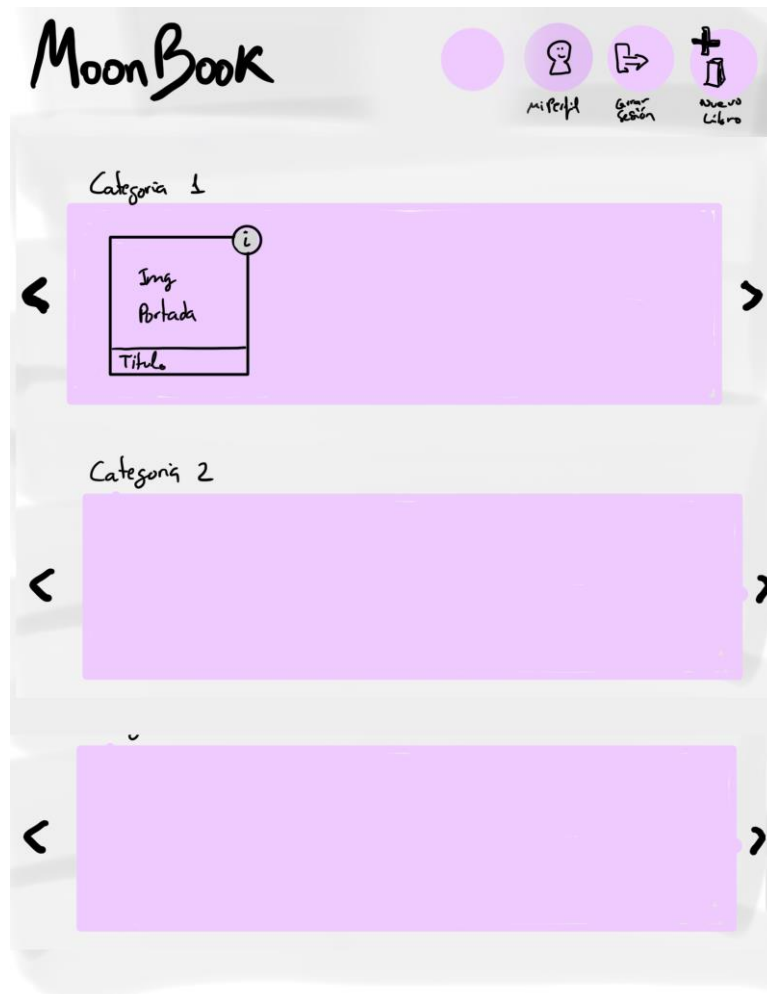 MoonBook
Mi Perfil
Cerrar
Sesión
Nuevo
Libro
Categoria 1
i
Img
Portada
Titulo
Categoria 2